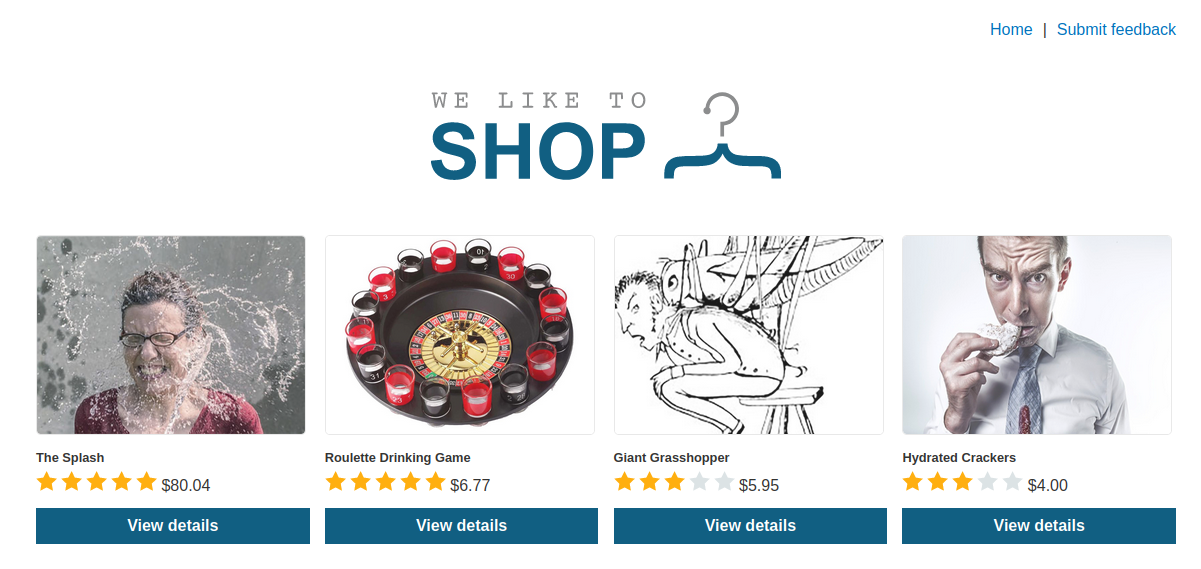 Home | Submit feedback
WE LIKE TO
SHOP
The Splash
$80.04
View details
Roulette Drinking Game
$6.77
View details
Giant Grasshopper
$5.95
View details
Hydrated Crackers
$4.00
View details